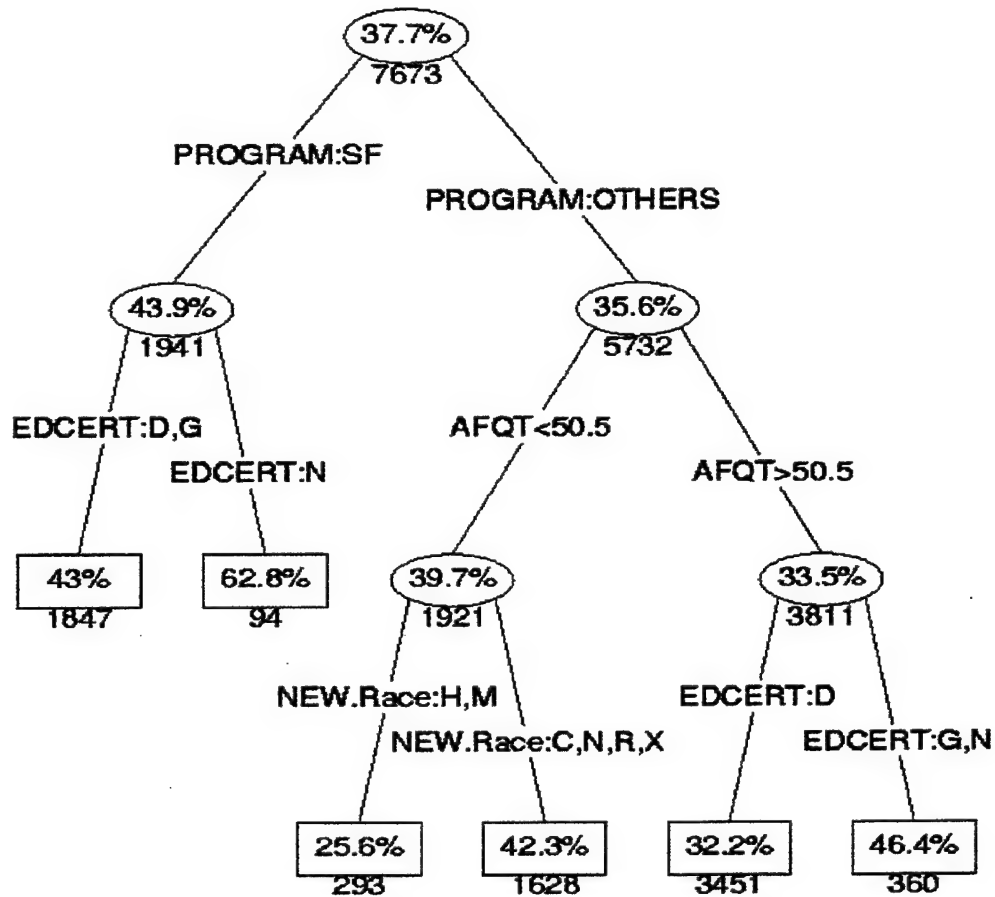 37.7%
7673
PROGRAM:SF
PROGRAM:OTHERS
43.9%
1941
35.6%
5732
EDCERT:D,G
EDCERT:N
AFQT<50.5
AFQT>50.5
43%
1847
62.8%
94
39.7%
1921
33.5%
3811
NEW.Race:H,M
NEW.Race:C,N,R,X
EDCERT:D
EDCERT:G,N
25.6%
293
42.3%
1628
32.2%
3451
46.4%
360